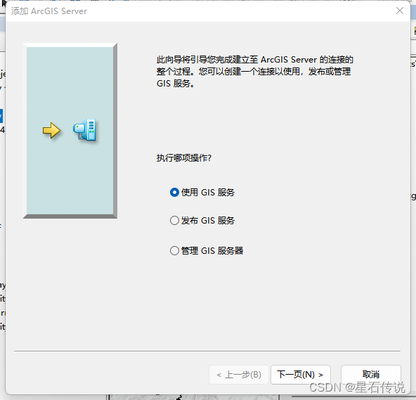 添加 ArcGIS Server
此向导将引导您完成建立至 ArcGIS Server 的连接的
整个过程。您可以创建一个连接以使用，发布或管理
GIS 服务。
执行哪项操作?
使用 GIS 服务
发布 GIS 服务
管理 GIS 服务器
< 上一步(B)
下一页(N) >
取消
CSDN @星石传说